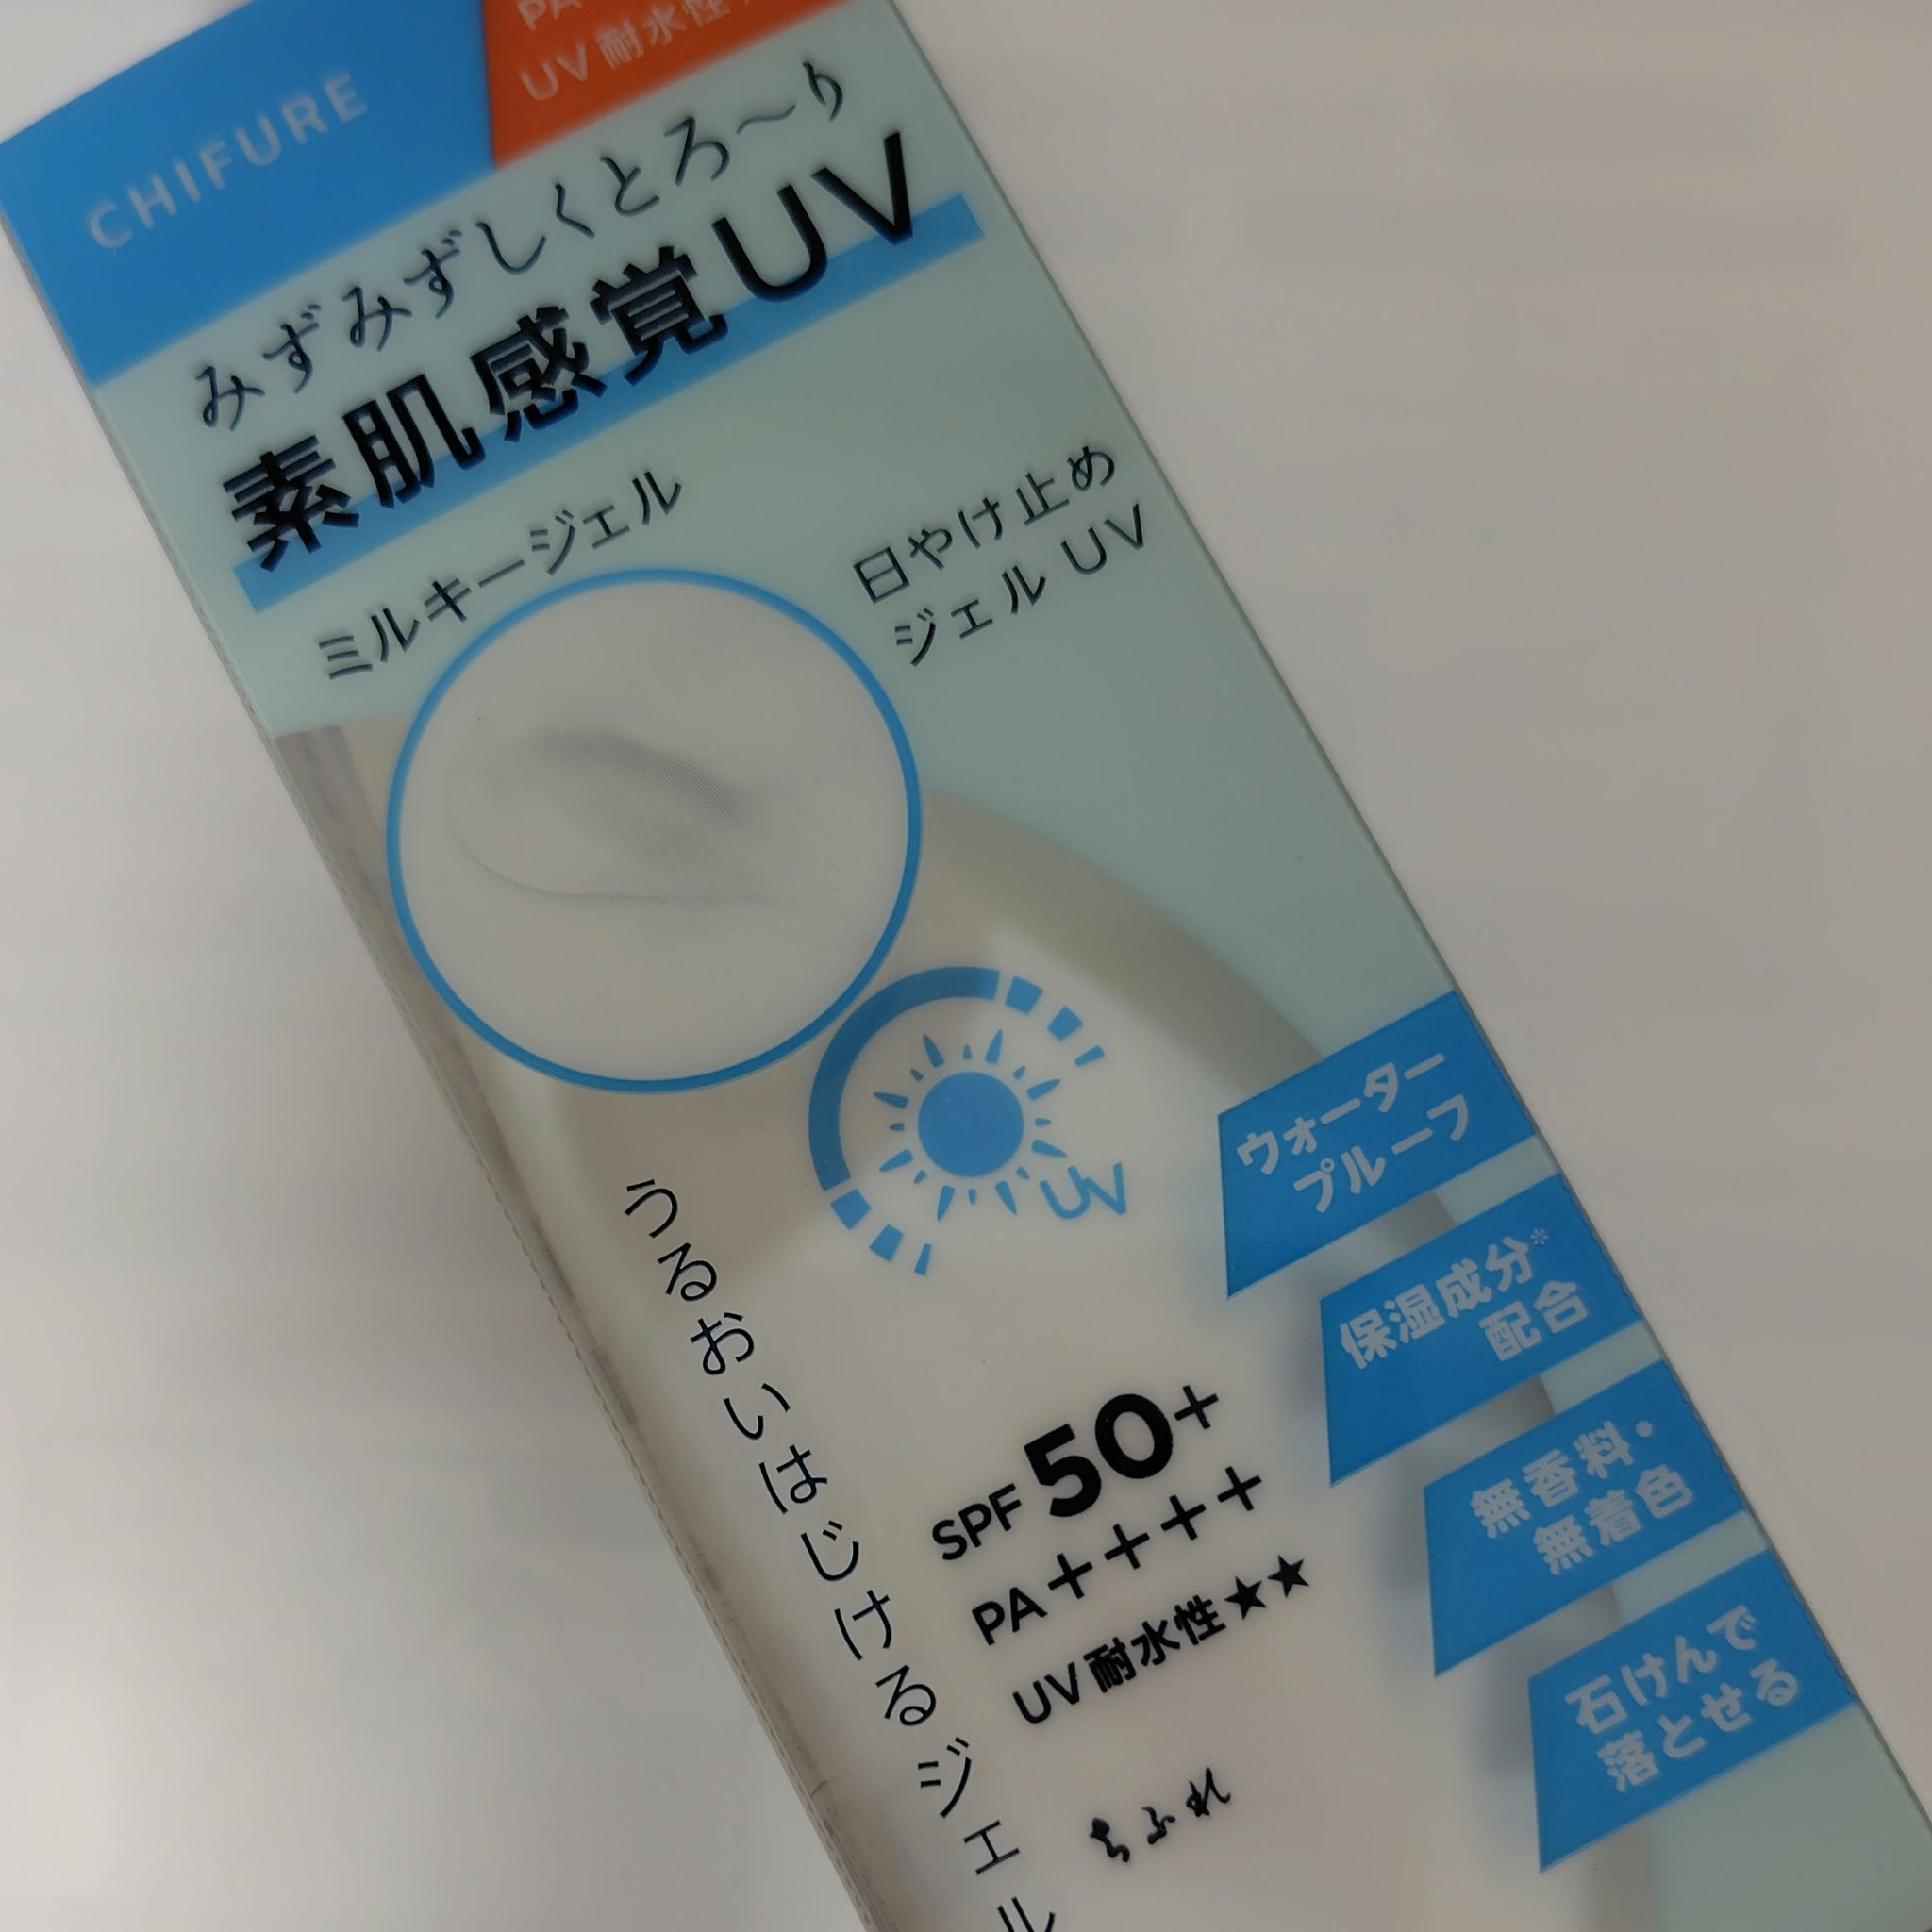 CHIFURE
PA
UV耐水性
みずみずしくとろ〜り
素肌感覚UV
ミルキージェル
日やけ止め
ジェル UV
UV
ウォーター
プルーフ
保湿成分※
配合
無香料・
無着色
石けんで
落とせる
うるおいはじけるジェル
SPF 50+
PA++++
UV耐水性★★
ちふれ